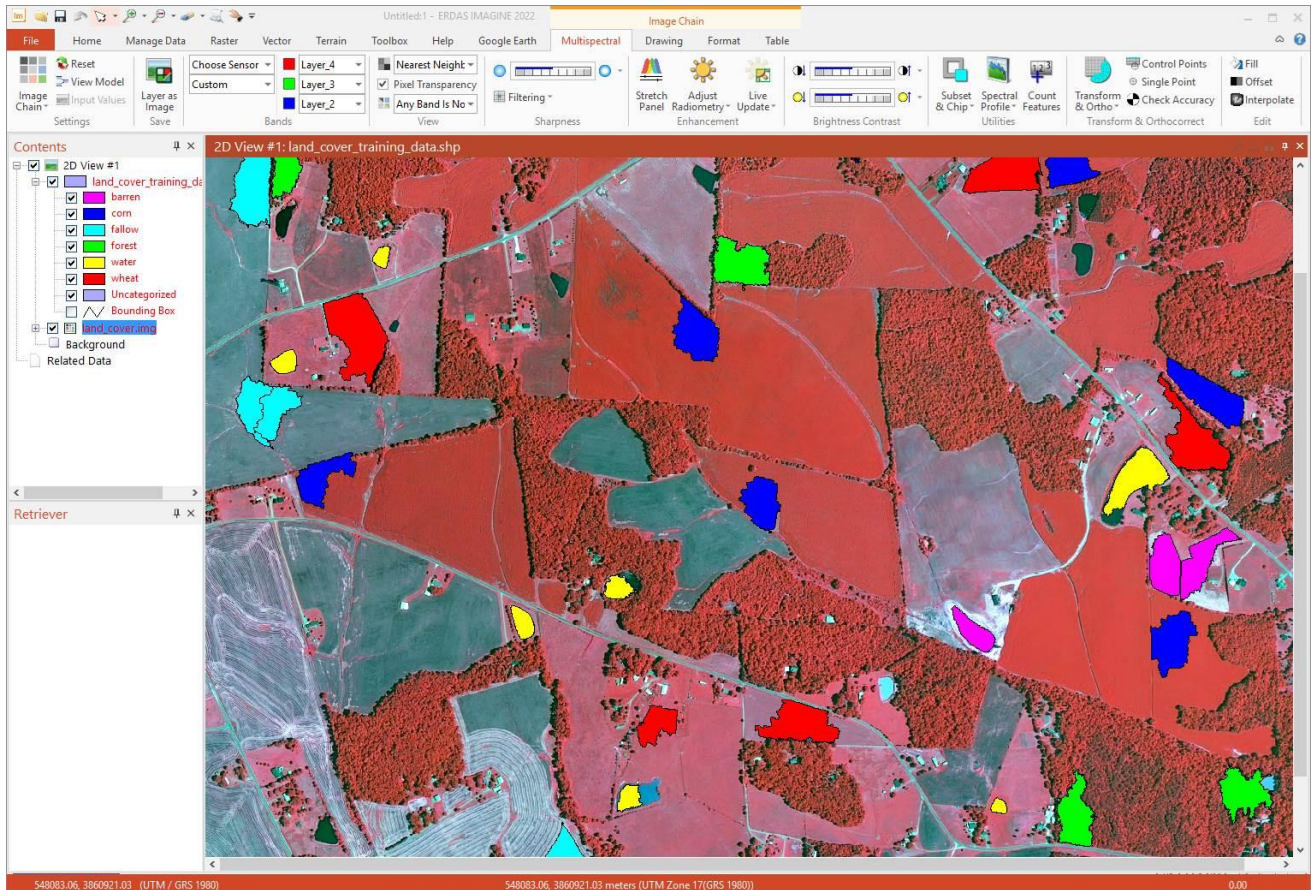 Untitled:1 - ERDAS IMAGINE 2022
Image Chain
File Home Manage Data Raster Vector Terrain Toolbox Help Google Earth Multispectral Drawing Format Table
Image Chain
Reset
View Model
Input Values
Settings
Layer as Image
Save
Choose Sensor
Custom
Layer_4
Layer_3
Layer_2
Bands
Nearest Neighb
Pixel Transparency
Any Band Is No
View
Filtering
Sharpness
Stretch Panel
Adjust Radiometry
Live Update
Enhancement
Brightness Contrast
Subset & Chip
Spectral Profile
Count Features
Utilities
Transform & Ortho
Control Points
Single Point
Check Accuracy
Transform & Orthocorrect
Fill
Offset
Interpolate
Edit
Contents
2D View #1: land_cover_training_data.shp
2D View #1
land_cover_training_da
barren
corn
fallow
forest
water
wheat
Uncategorized
Bounding Box
land_cover.img
Background
Related Data
Retriever
548083.06, 3860921.03 (UTM / GRS 1980)
548083.06, 3860921.03 meters (UTM Zone 17(GRS 1980))
0.00